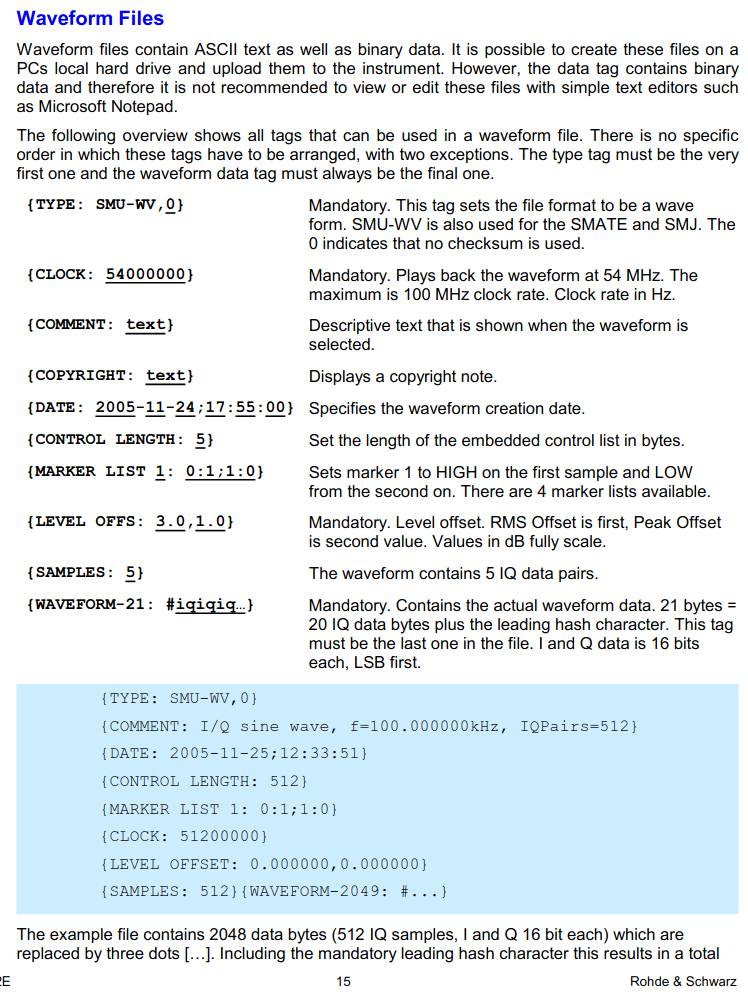 Waveform Files
Waveform files contain ASCII text as well as binary data. It is possible to create these files on a
PCs local hard drive and upload them to the instrument. However, the data tag contains binary
data and therefore it is not recommended to view or edit these files with simple text editors such
as Microsoft Notepad.
The following overview shows all tags that can be used in a waveform file. There is no specific
order in which these tags have to be arranged, with two exceptions. The type tag must be the very
first one and the waveform data tag must always be the final one.
{TYPE: SMU-WV,0} Mandatory. This tag sets the file format to be a wave
form. SMU-WV is also used for the SMATE and SMJ. The
0 indicates that no checksum is used.
{CLOCK: 54000000} Mandatory. Plays back the waveform at 54 MHz. The
maximum is 100 MHz clock rate. Clock rate in Hz.
{COMMENT: text} Descriptive text that is shown when the waveform is
selected.
{COPYRIGHT: text} Displays a copyright note.
{DATE: 2005-11-24;17:55:00} Specifies the waveform creation date.
{CONTROL LENGTH: 5} Set the length of the embedded control list in bytes.
{MARKER LIST 1: 0:1;1:0} Sets marker 1 to HIGH on the first sample and LOW
from the second on. There are 4 marker lists available.
{LEVEL OFFS: 3.0,1.0} Mandatory. Level offset. RMS Offset is first, Peak Offset
is second value. Values in dB fully scale.
{SAMPLES: 5} The waveform contains 5 IQ data pairs.
{WAVEFORM-21: #iqiqiq…} Mandatory. Contains the actual waveform data. 21 bytes =
20 IQ data bytes plus the leading hash character. This tag
must be the last one in the file. I and Q data is 16 bits
each, LSB first.
{TYPE: SMU-WV,0}
{COMMENT: I/Q sine wave, f=100.000000kHz, IQPairs=512}
{DATE: 2005-11-25;12:33:51}
{CONTROL LENGTH: 512}
{MARKER LIST 1: 0:1;1:0}
{CLOCK: 51200000}
{LEVEL OFFSET: 0.000000,0.000000}
{SAMPLES: 512}{WAVEFORM-2049: #...}
The example file contains 2048 data bytes (512 IQ samples, I and Q 16 bit each) which are
replaced by three dots […]. Including the mandatory leading hash character this results in a total
2E 15 Rohde & Schwarz